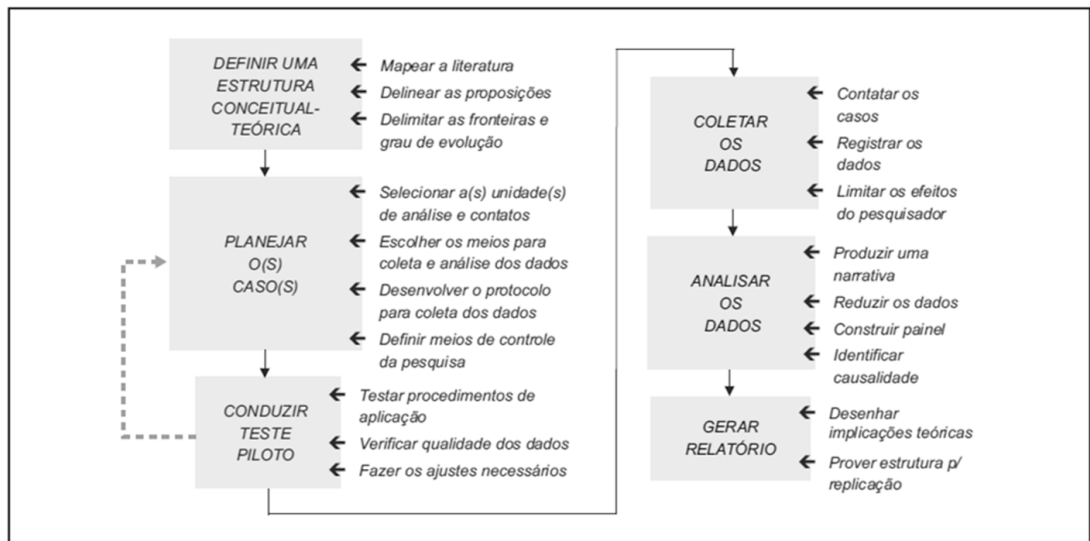 DEFINIR UMA
ESTRUTURA
CONCEITUAL-
TEÓRICA
Mapear a literatura
Delinear as proposições
Delimitar as fronteiras e
grau de evolução
PLANEJAR
O(S)
CASO(S)
Selecionar a(s) unidade(s)
de análise e contatos
Escolher os meios para
coleta e análise dos dados
Desenvolver o protocolo
para coleta dos dados
Definir meios de controle
da pesquisa
CONDUZIR
TESTE
PILOTO
Testar procedimentos de
aplicação
Verificar qualidade dos dados
Fazer os ajustes necessários
COLETAR
OS
DADOS
Contatar os
casos
Registrar os
dados
Limitar os efeitos
do pesquisador
ANALISAR
OS
DADOS
Produzir uma
narrativa
Reduzir os dados
Construir painel
Identificar
causalidade
GERAR
RELATÓRIO
Desenhar
implicações teóricas
Prover estrutura p/
replicação